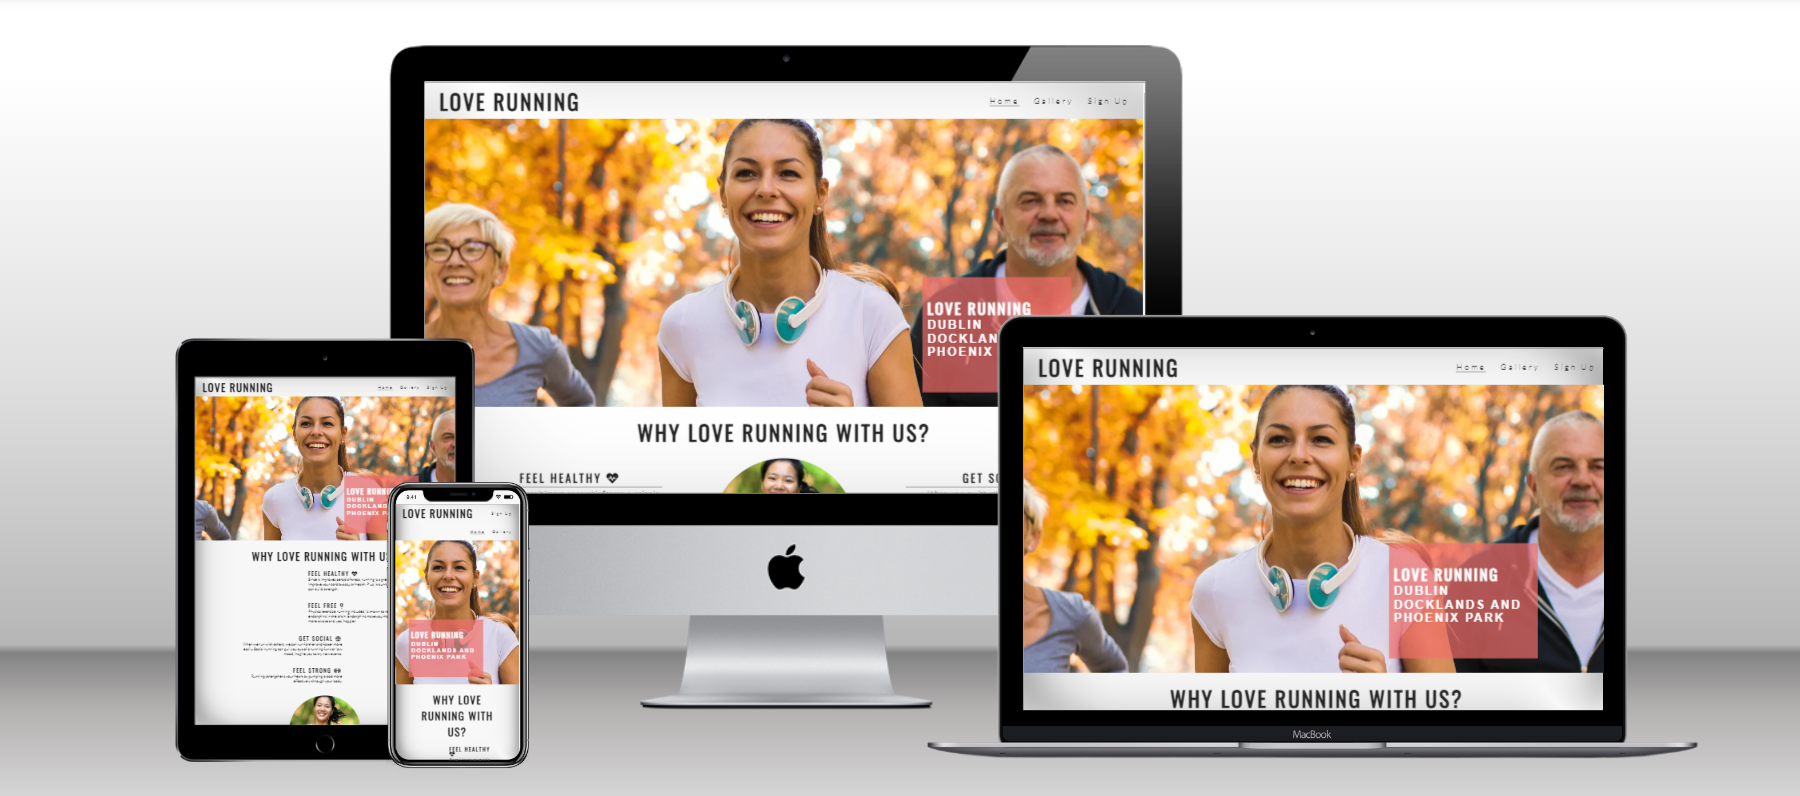 LOVE RUNNING
Home Gallery Sign Up
LOVE RUNNING
DUBLIN
PHOENIX
WHY LOVE RUNNING WITH US?
FEEL HEALTHY
GET
LOVE RUNNING
Home Gallery Sign Up
LOVE
DUBLIN
PHOENIX PA
WHY LOVE RUNNING WITH
FEEL HEALTHY
FEEL FREE
GET SOCIAL
FEEL STRONG
LOVE RUNNING
Sign Up
Home Gallery
LOVE RUNNING
DUBLIN
DOCKLANDS AND
PHOENIX PARK
WHY LOVE
RUNNING WITH
US?
FEEL HEALTHY
LOVE RUNNING
Home Gallery Sign Up
LOVE RUNNING
DUBLIN
DOCKLANDS AND
PHOENIX PARK
WHY LOVE RUNNING WITH US?
MacBook